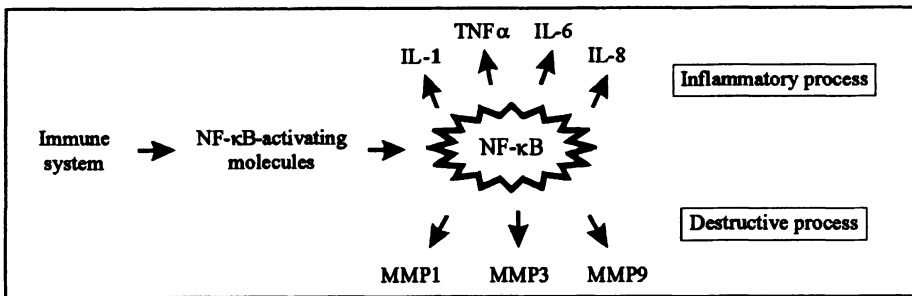 TNFα IL-6
IL-1 IL-8
Inflammatory process
Immune
system
NF-κB-activating
molecules
NF-κB
Destructive process
MMP1 MMP3 MMP9